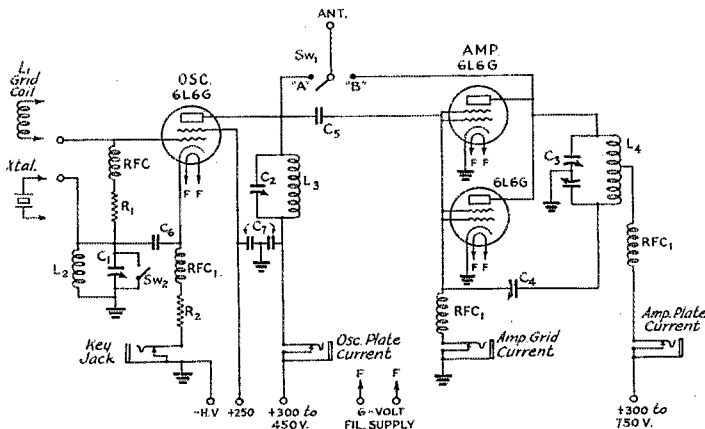 ANT.
Sw1
"A"
"B"
L1
Grid
Coil
OSC.
6L6G
AMP.
6L6G
C5
RFC
Xtal.
R1
F F
C2
L3
F F
C3
L4
6L6G
C6
C7
L2
C1
Sw2
RFC1
R2
F F
C4
RFC1
RFC1
Key
Jack
Osc. Plate
Current
Amp. Grid
Current
Amp. Plate
Current
F F
-H.V
+250
+300 to
450V.
6-VOLT
FIL. SUPPLY
+300 to
750 V.